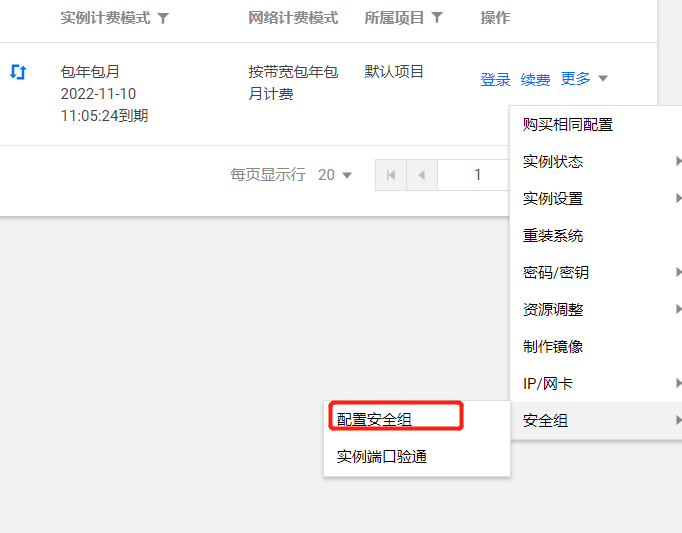 实例计费模式 网络计费模式 所属项目 操作
包年包月 按带宽包年包 默认项目 登录 续费 更多
2022-11-10 月计费
11:05:24到期
购买相同配置
每页显示行 20 1
实例状态
实例设置
重装系统
密码/密钥
资源调整
制作镜像
IP/网卡
安全组
配置安全组
实例端口验通